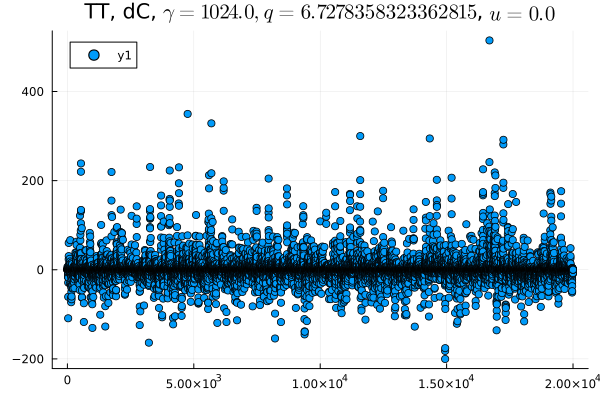 TT, dC, γ = 1024.0, q = 6.7278358323362815, u = 0.0
y1
400
200
0
−200
0 5.00×10³ 1.00×10⁴ 1.50×10⁴ 2.00×10⁴